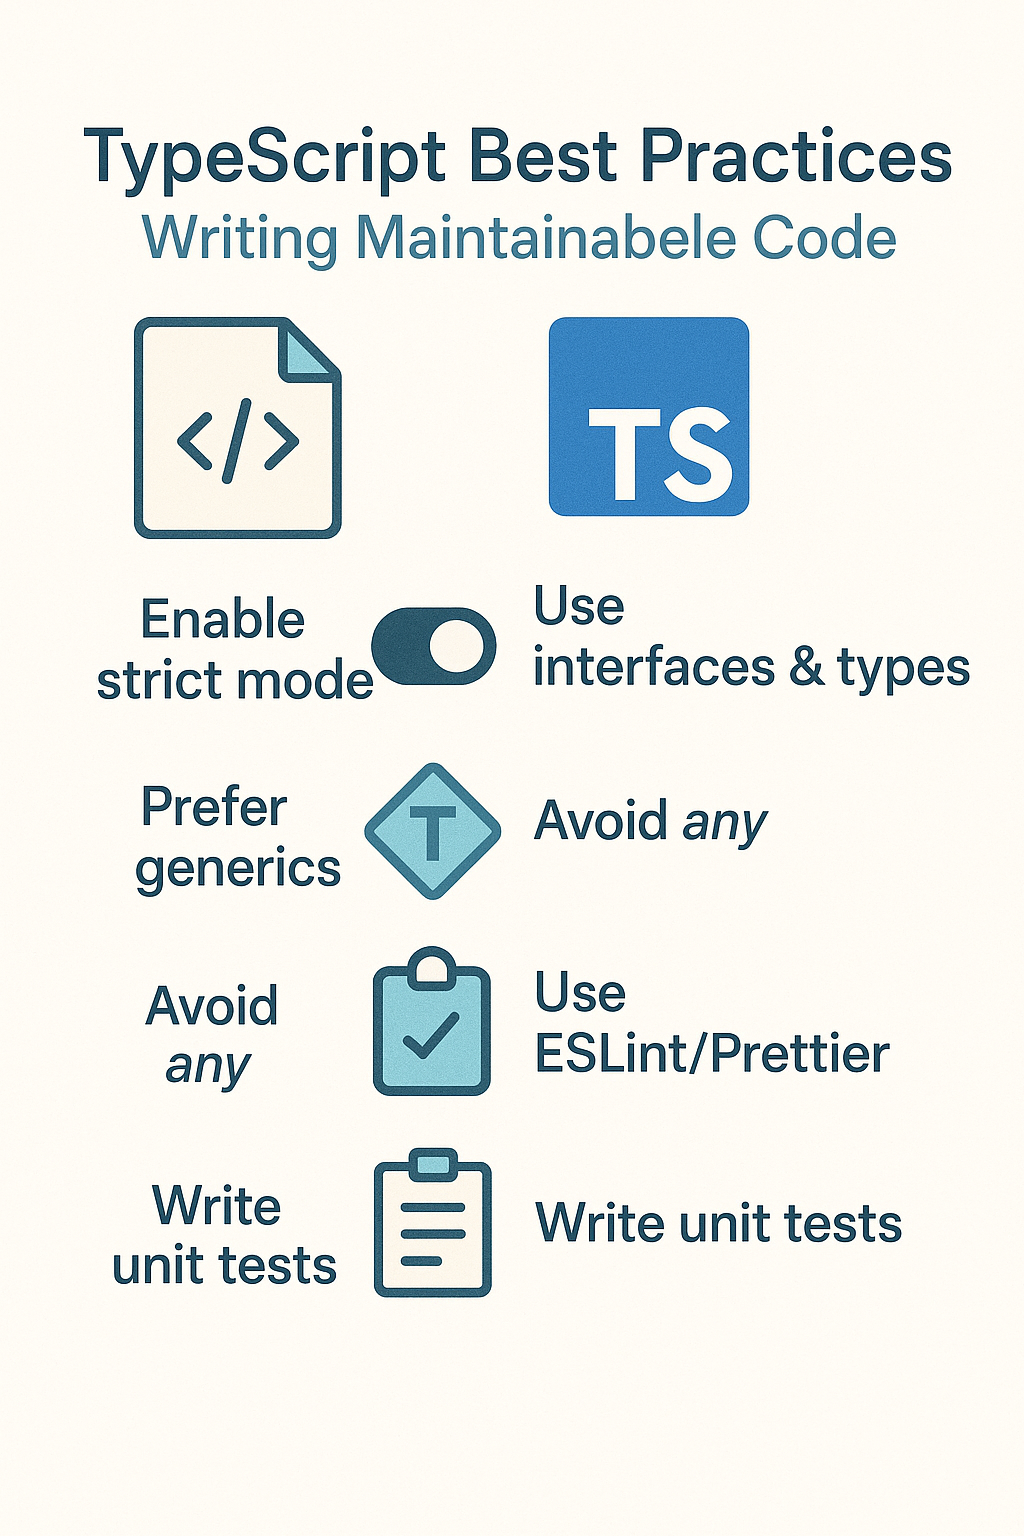 TypeScript Best Practices
Writing Maintainabele Code
</>
TS
Enable
strict mode
Use
interfaces & types
Prefer
generics
T
Avoid any
Avoid
any
Use
ESLint/Prettier
Write
unit tests
Write unit tests